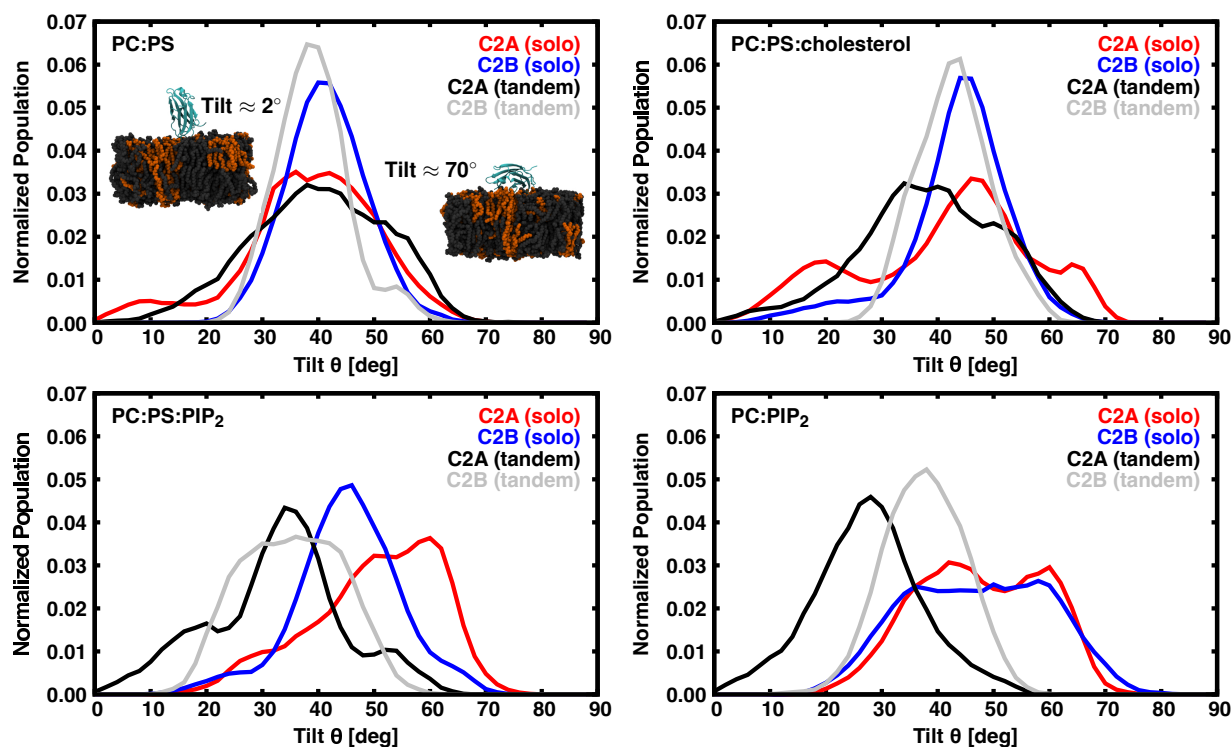 PC:PS
C2A (solo)
C2B (solo)
C2A (tandem)
C2B (tandem)
Tilt ≈ 2°
Tilt ≈ 70°
Normalized Population
0.07
0.06
0.05
0.04
0.03
0.02
0.01
0.00
0 10 20 30 40 50 60 70 80 90
Tilt θ [deg]
PC:PS:cholesterol
C2A (solo)
C2B (solo)
C2A (tandem)
C2B (tandem)
Normalized Population
0.07
0.06
0.05
0.04
0.03
0.02
0.01
0.00
0 10 20 30 40 50 60 70 80 90
Tilt θ [deg]
PC:PS:PIP₂
C2A (solo)
C2B (solo)
C2A (tandem)
C2B (tandem)
Normalized Population
0.07
0.06
0.05
0.04
0.03
0.02
0.01
0.00
0 10 20 30 40 50 60 70 80 90
Tilt θ [deg]
PC:PIP₂
C2A (solo)
C2B (solo)
C2A (tandem)
C2B (tandem)
Normalized Population
0.07
0.06
0.05
0.04
0.03
0.02
0.01
0.00
0 10 20 30 40 50 60 70 80 90
Tilt θ [deg]